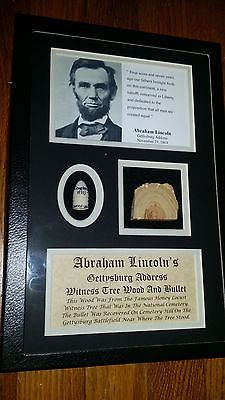 " Four score and seven years
ago our fathers brought forth
on this continent, a new
nation, conceived in Liberty,
and dedicated to the
proposition that all men are
created equal "
-Abraham Lincoln
Gettysburg Address
November 19, 1863
Abraham Lincoln's
Gettysburg Address
Witness Tree Wood And Bullet
This Wood Was From The Famous Honey Locust
Witness Tree That Was In The National Cemetery.
The Bullet Was Recovered On Cemetery Hill On The
Gettysburg Battlefield Near Where The Tree Stood.